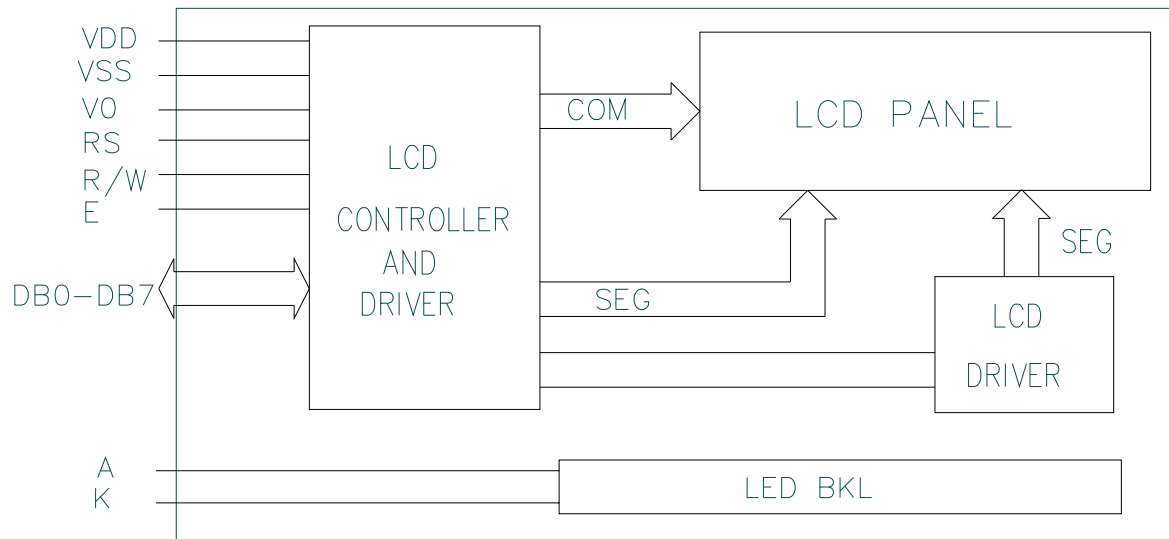 VDD
VSS
VO
RS
R/W
E
DB0-DB7
LCD
CONTROLLER
AND
DRIVER
COM
LCD PANEL
SEG
SEG
LCD
DRIVER
A
K
LED BKL